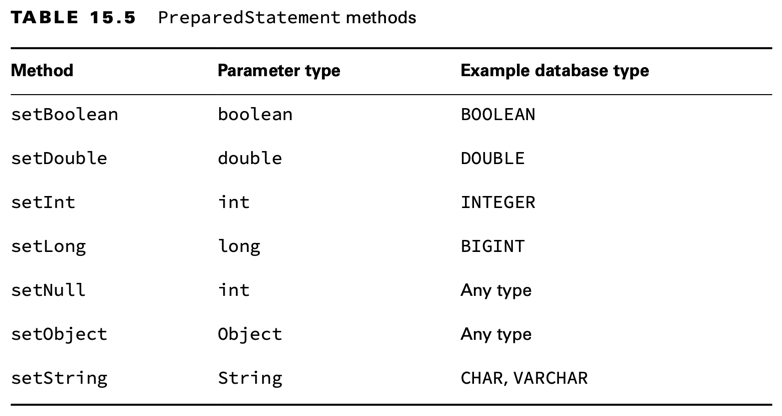 TABLE 15.5 PreparedStatement methods
Method Parameter type Example database type
setBoolean boolean BOOLEAN
setDouble double DOUBLE
setInt int INTEGER
setLong long BIGINT
setNull int Any type
setObject Object Any type
setString String CHAR, VARCHAR